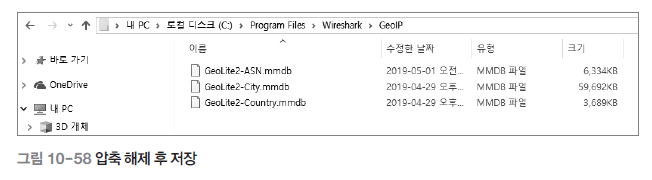 내 PC > 로컬 디스크 (C:) > Program Files > Wireshark > GeoIP
이름 수정한 날짜 유형 크기
바로 가기
GeoLite2-ASN.mmdb 2019-05-01 오전... MMDB 파일 6,334KB
OneDrive
GeoLite2-City.mmdb 2019-04-29 오후... MMDB 파일 59,692KB
내 PC
GeoLite2-Country.mmdb 2019-04-29 오후... MMDB 파일 3,689KB
3D 개체
그림 10-58 압축 해제 후 저장